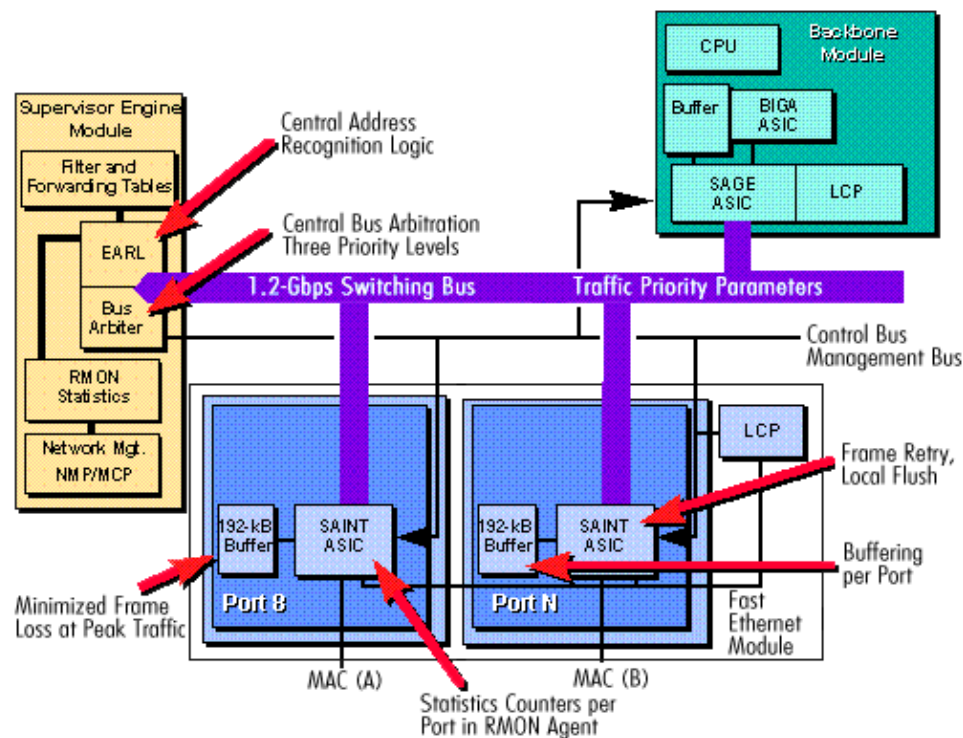 Backbone
Module
CPU
Buffer
BIGA
ASIC
SAGE
ASIC
LCP
Supervisor Engine
Module
Filter and
Forwarding Tables
EARL
Bus
Arbiter
RMON
Statistics
Network Mgt.
NMP/MCP
Central Address
Recognition Logic
Central Bus Arbitration
Three Priority Levels
1.2-Gbps Switching Bus
Traffic Priority Parameters
Control Bus
Management Bus
LCP
Frame Retry,
Local Flush
192-kB
Buffer
SAINT
ASIC
Port 8
192-kB
Buffer
SAINT
ASIC
Port N
Buffering
per Port
Minimized Frame
Loss at Peak Traffic
Fast
Ethernet
Module
MAC (A)
MAC (B)
Statistics Counters per
Port in RMON Agent